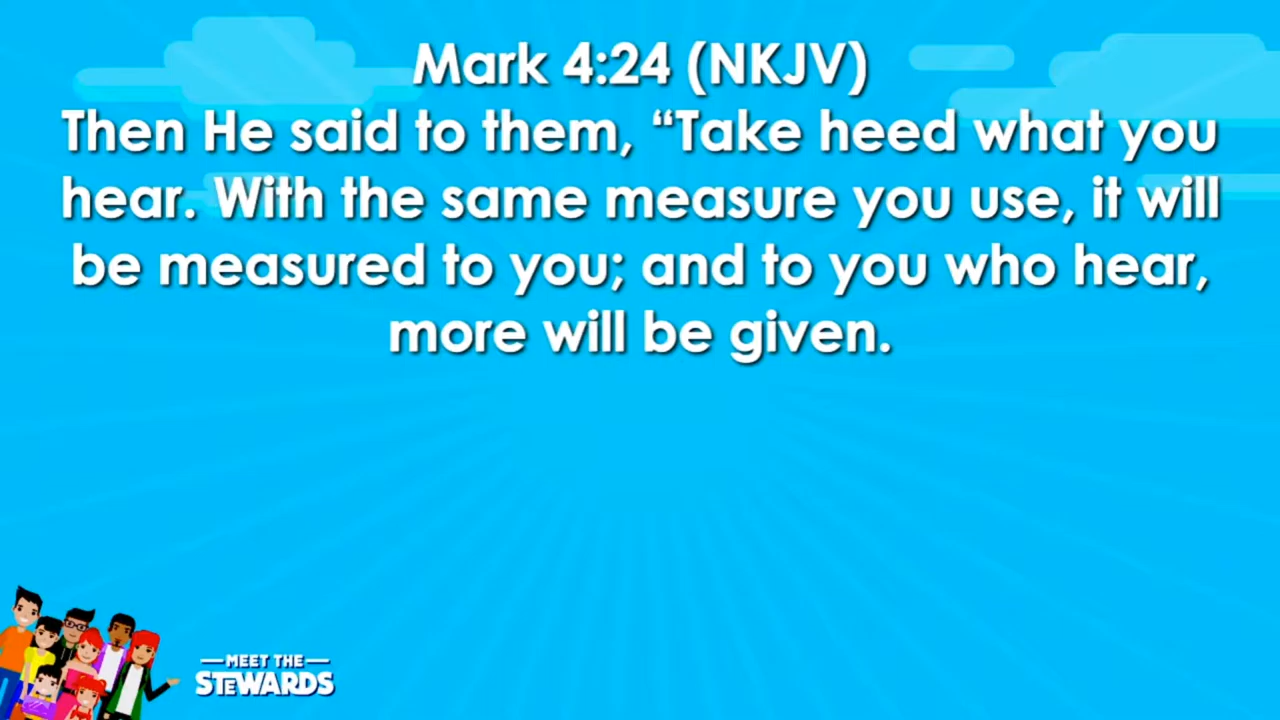 Mark 4:24 (NKJV)
Then He said to them, “Take heed what you
hear. With the same measure you use, it will
be measured to you; and to you who hear,
more will be given.
MEET THE
STEWARDS